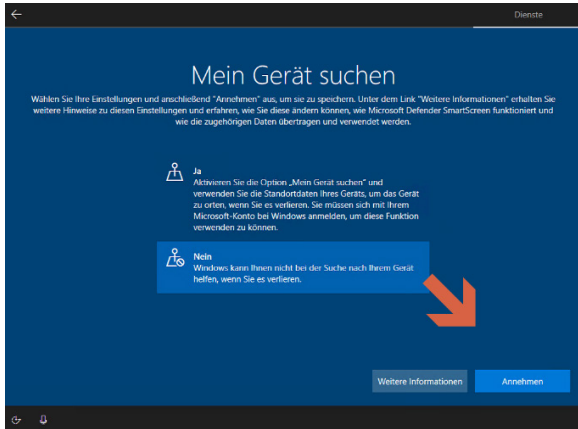 Dienste
Mein Gerät suchen
Wählen Sie Ihre Einstellungen und anschließend "Annehmen" aus, um sie zu speichern. Unter dem Link "Weitere Informationen" erhalten Sie
weitere Hinweise zu diesen Einstellungen und erfahren, wie Sie diese ändern können, wie Microsoft Defender SmartScreen funktioniert und
wie die zugehörigen Daten übertragen und verwendet werden.
Ja
Aktivieren Sie die Option „Mein Gerät suchen" und
verwenden Sie die Standortdaten Ihres Geräts, um das Gerät
zu orten, wenn Sie es verlieren. Sie müssen sich mit Ihrem
Microsoft-Konto bei Windows anmelden, um diese Funktion
verwenden zu können.
Nein
Windows kann Ihnen nicht bei der Suche nach Ihrem Gerät
helfen, wenn Sie es verlieren.
Weitere Informationen
Annehmen